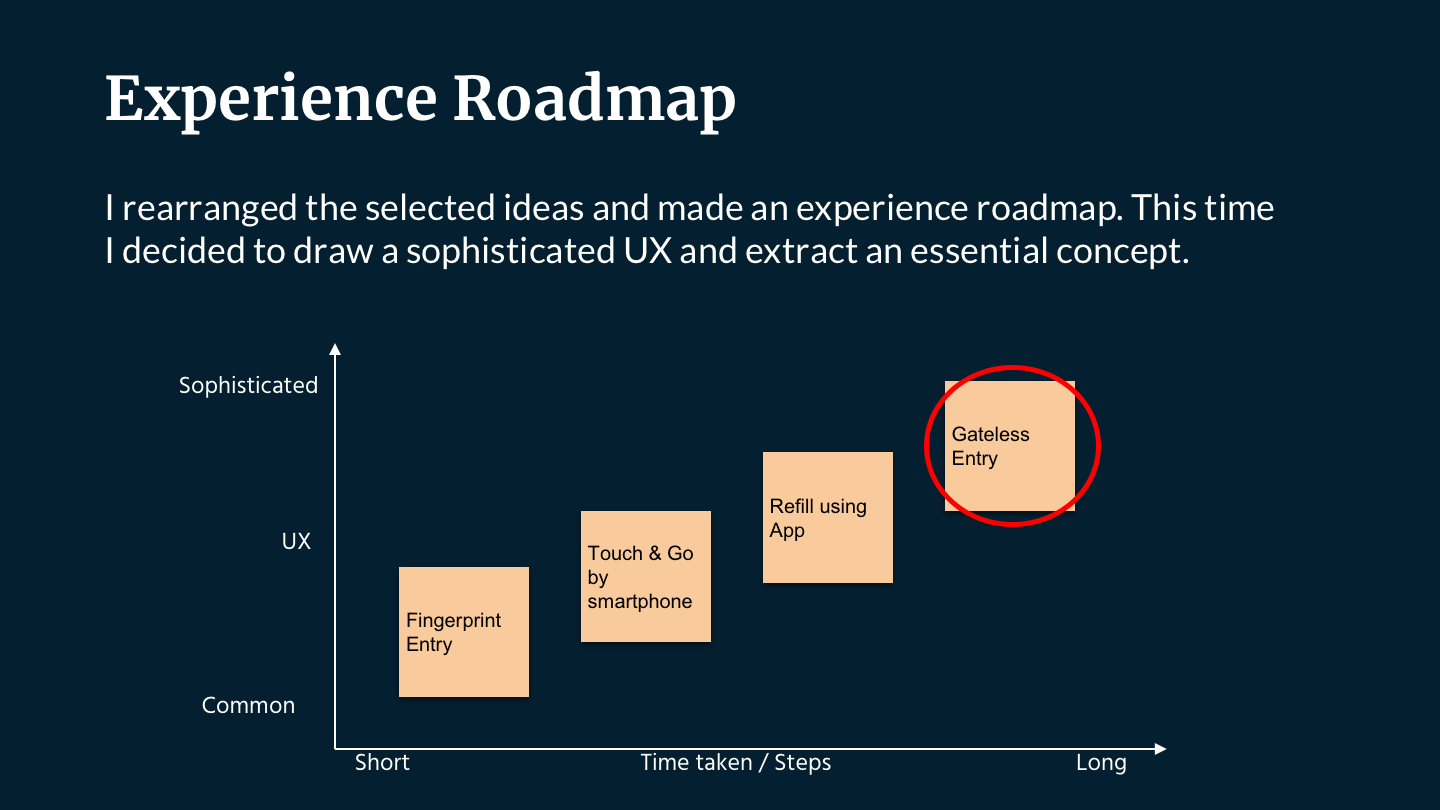 Experience Roadmap
I rearranged the selected ideas and made an experience roadmap. This time
I decided to draw a sophisticated UX and extract an essential concept.
Sophisticated
UX
Common
Fingerprint
Entry
Touch & Go
by
smartphone
Refill using
App
Gateless
Entry
Short
Time taken / Steps
Long